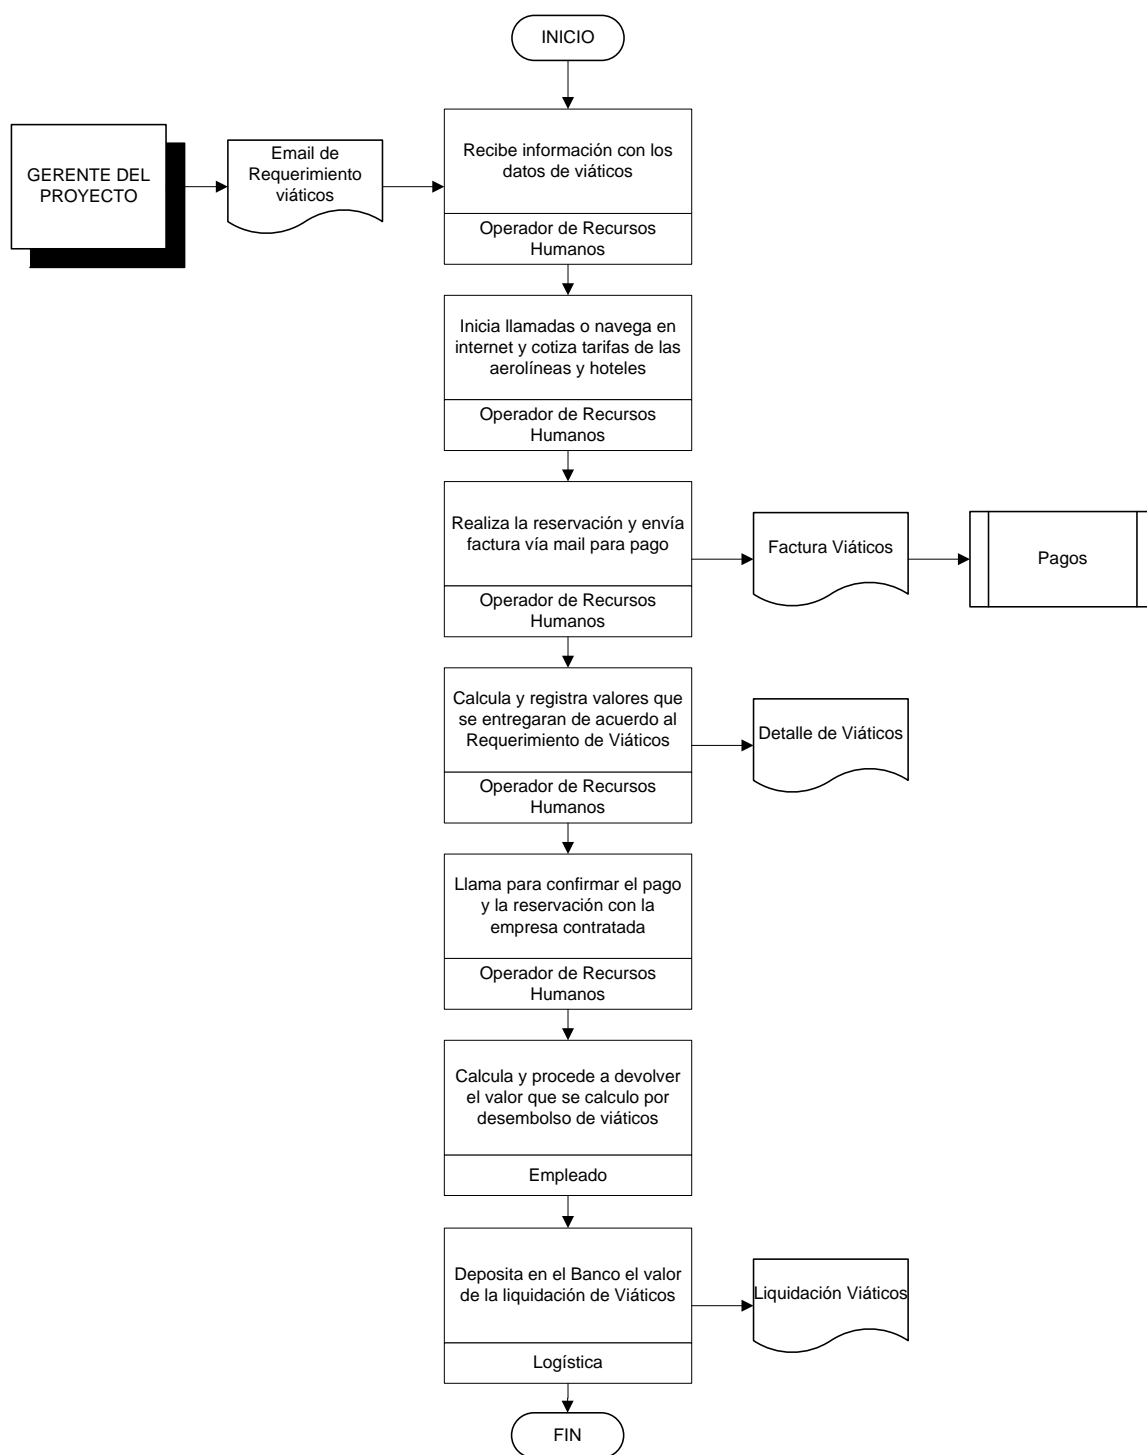 INICIO
GERENTE DEL
PROYECTO
Email de
Requerimiento
viáticos
Recibe información con los
datos de viáticos
Operador de Recursos
Humanos
Inicia llamadas o navega en
internet y cotiza tarifas de las
aerolíneas y hoteles
Operador de Recursos
Humanos
Realiza la reservación y envía
factura vía mail para pago
Operador de Recursos
Humanos
Factura Viáticos
Pagos
Calcula y registra valores que
se entregaran de acuerdo al
Requerimiento de Viáticos
Operador de Recursos
Humanos
Detalle de Viáticos
Llama para confirmar el pago
y la reservación con la
empresa contratada
Operador de Recursos
Humanos
Calcula y procede a devolver
el valor que se calculo por
desembolso de viáticos
Empleado
Deposita en el Banco el valor
de la liquidación de Viáticos
Logística
Liquidación Viáticos
FIN